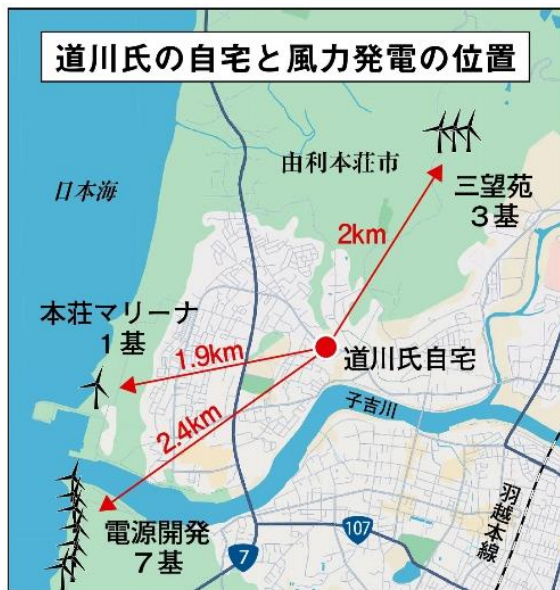 道川氏の自宅と風力発電の位置
日本海
由利本荘市
三望苑
3基
2km
本荘マリーナ
1基
1.9km
道川氏自宅
2.4km
子吉川
電源開発
7基
7
107
羽越本線